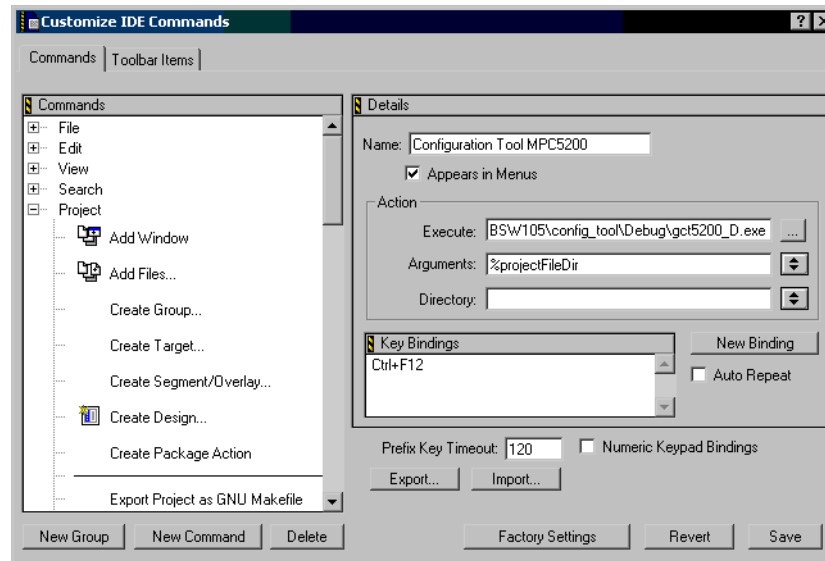 Customize IDE Commands
Commands
Toolbar Items
Commands
File
Edit
View
Search
Project
Add Window
Add Files...
Create Group...
Create Target...
Create Segment/Overlay...
Create Design...
Create Package Action
Export Project as GNU Makefile
New Group
New Command
Delete
Details
Name: Configuration Tool MPC5200
Appears in Menus
Action
Execute: BSW105\config_tool\Debug\gct5200_D.exe ...
Arguments: %projectFileDir
Directory:
Key Bindings
Ctrl+F12
New Binding
Auto Repeat
Prefix Key Timeout: 120
Numeric Keypad Bindings
Export...
Import...
Factory Settings
Revert
Save